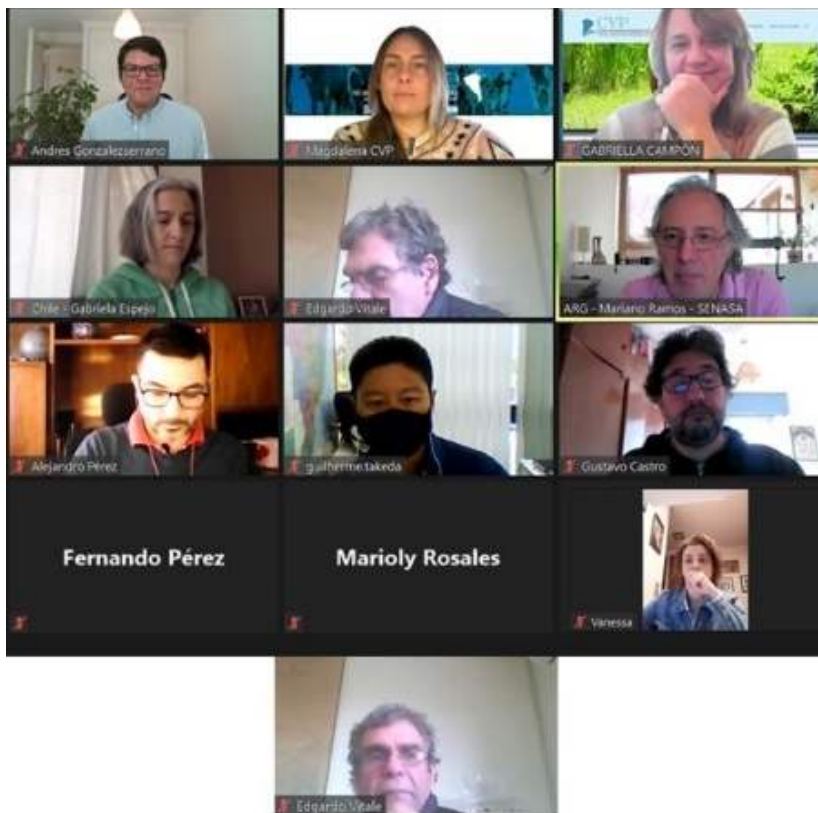 Andres Gonzalezserrano
Magdalena CVP
CVP
GABRIELLA CAMPÓN
Chile - Gabriela Espejo
Edgardo Vitale
ARG - Mariano Ramos - SENASA
Alejandro Pérez
guilherme.takeda
Gustavo Castro
Fernando Pérez
Marioly Rosales
Vanessa
Edgardo Vitale